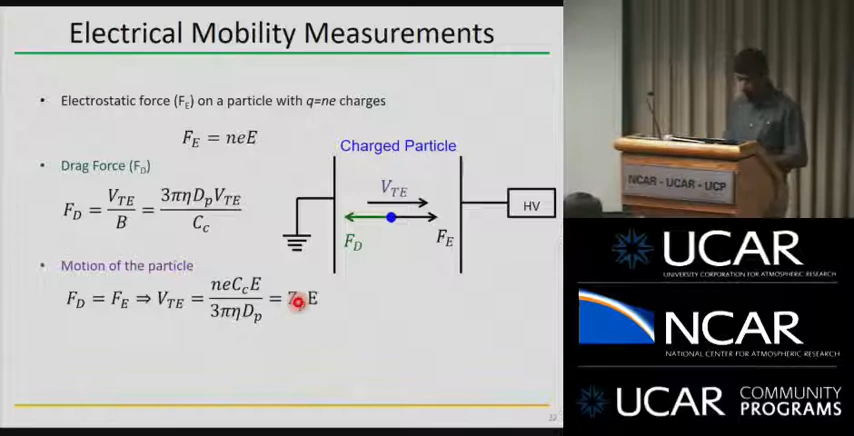 Electrical Mobility Measurements
• Electrostatic force (F_E) on a particle with q=ne charges
F_E = neE
• Drag Force (F_D)
F_D = V_TE / B = 3πηD_pV_TE / C_c
• Motion of the particle
F_D = F_E ⇒ V_TE = neC_cE / 3πηD_p = Z E
Charged Particle
V_TE
F_D
F_E
HV
NCAR - UCAR - UCP
UCAR
UNIVERSITY CORPORATION FOR ATMOSPHERIC RESEARCH
NCAR
NATIONAL CENTER FOR ATMOSPHERIC RESEARCH
UCAR COMMUNITY PROGRAMS